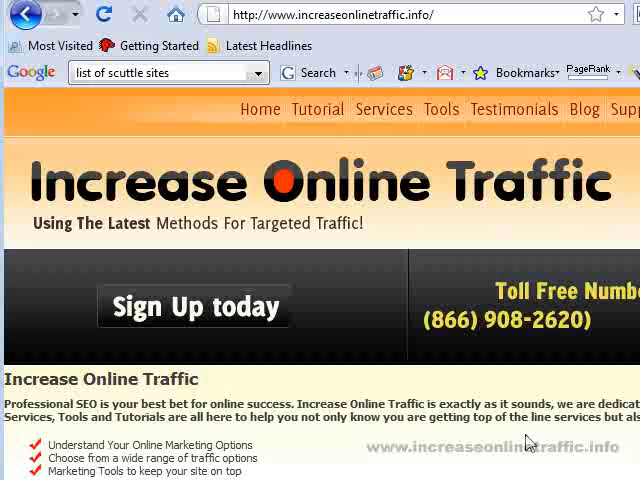 http://www.increaseonlinetraffic.info/
Most Visited Getting Started Latest Headlines
Google list of scuttle sites Search Bookmarks PageRank
Home Tutorial Services Tools Testimonials Blog Supp
Increase Online Traffic
Using The Latest Methods For Targeted Traffic!
Sign Up today
Toll Free Numb
(866) 908-2620)
Increase Online Traffic
Professional SEO is your best bet for online success. Increase Online Traffic is exactly as it sounds, we are dedicat
Services, Tools and Tutorials are all here to help you not only know you are getting top of the line services but als
Understand Your Online Marketing Options
Choose from a wide range of traffic options
Marketing Tools to keep your site on top
www.increaseonlinetraffic.info